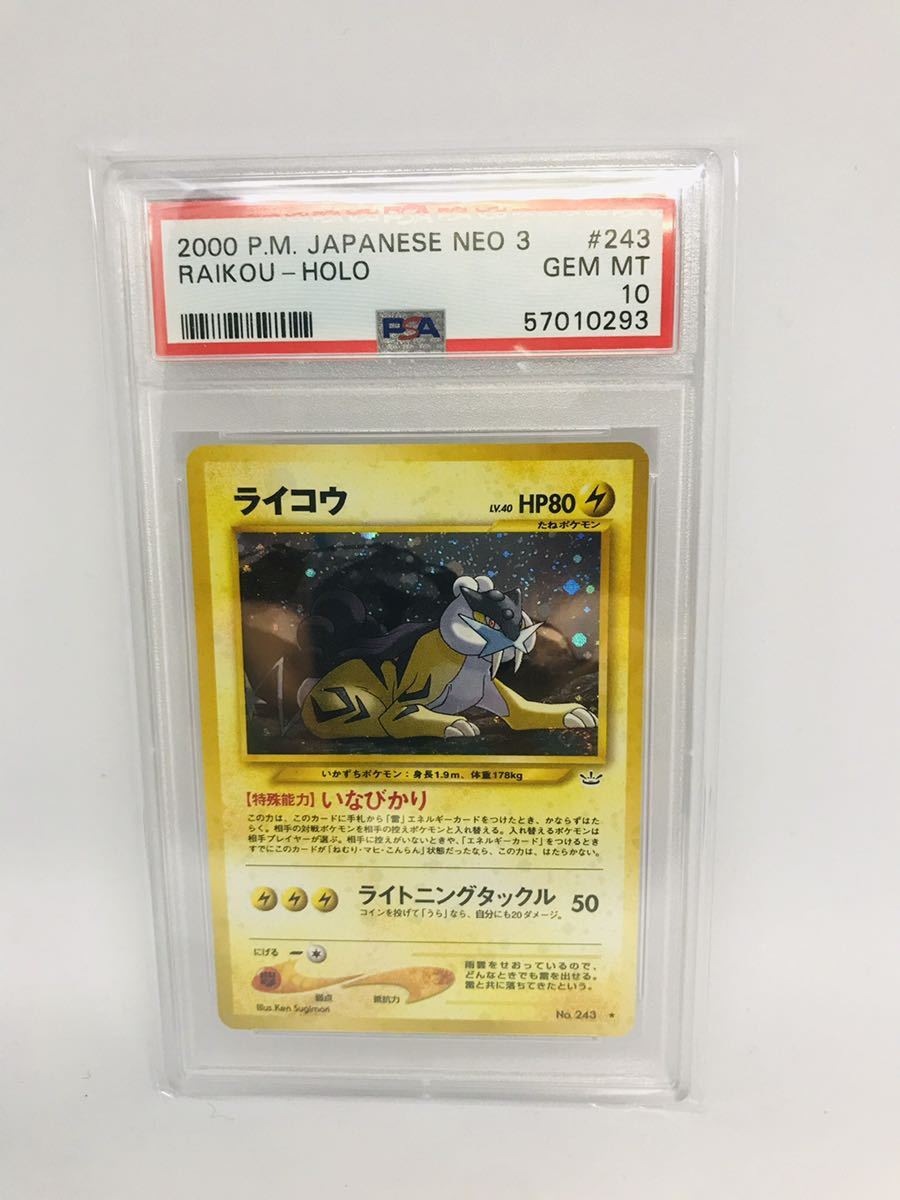 2000 P.M. JAPANESE NEO 3 #243
RAIKOU - HOLO GEM MT
10
PSA 57010293
ライコウ LV.40 HP80
たねポケモン
いかずちポケモン：身長1.9m、体重178kg
【特殊能力】いなびかり
この力は、このカードに手札から「雷」エネルギーカードをつけたとき、かならずはた
らく。相手の対戦ポケモンを相手の控えポケモンと入れ替える。入れ替えるポケモンは
相手プレイヤーが選ぶ。相手に控えがいないときや、「エネルギーカード」をつけるとき
すでにこのカードが「ねむり・マヒ・こんらん」状態だったなら、この力は、はたらかない。
ライトニングタックル 50
コインを投げて「うら」なら、自分にも20ダメージ。
にげる
弱点 抵抗力
雨雲をせおっているので、
どんなときでも雷を出せる。
雷と共に落ちてきたという。
Illus. Ken Sugimori
No. 243 ★